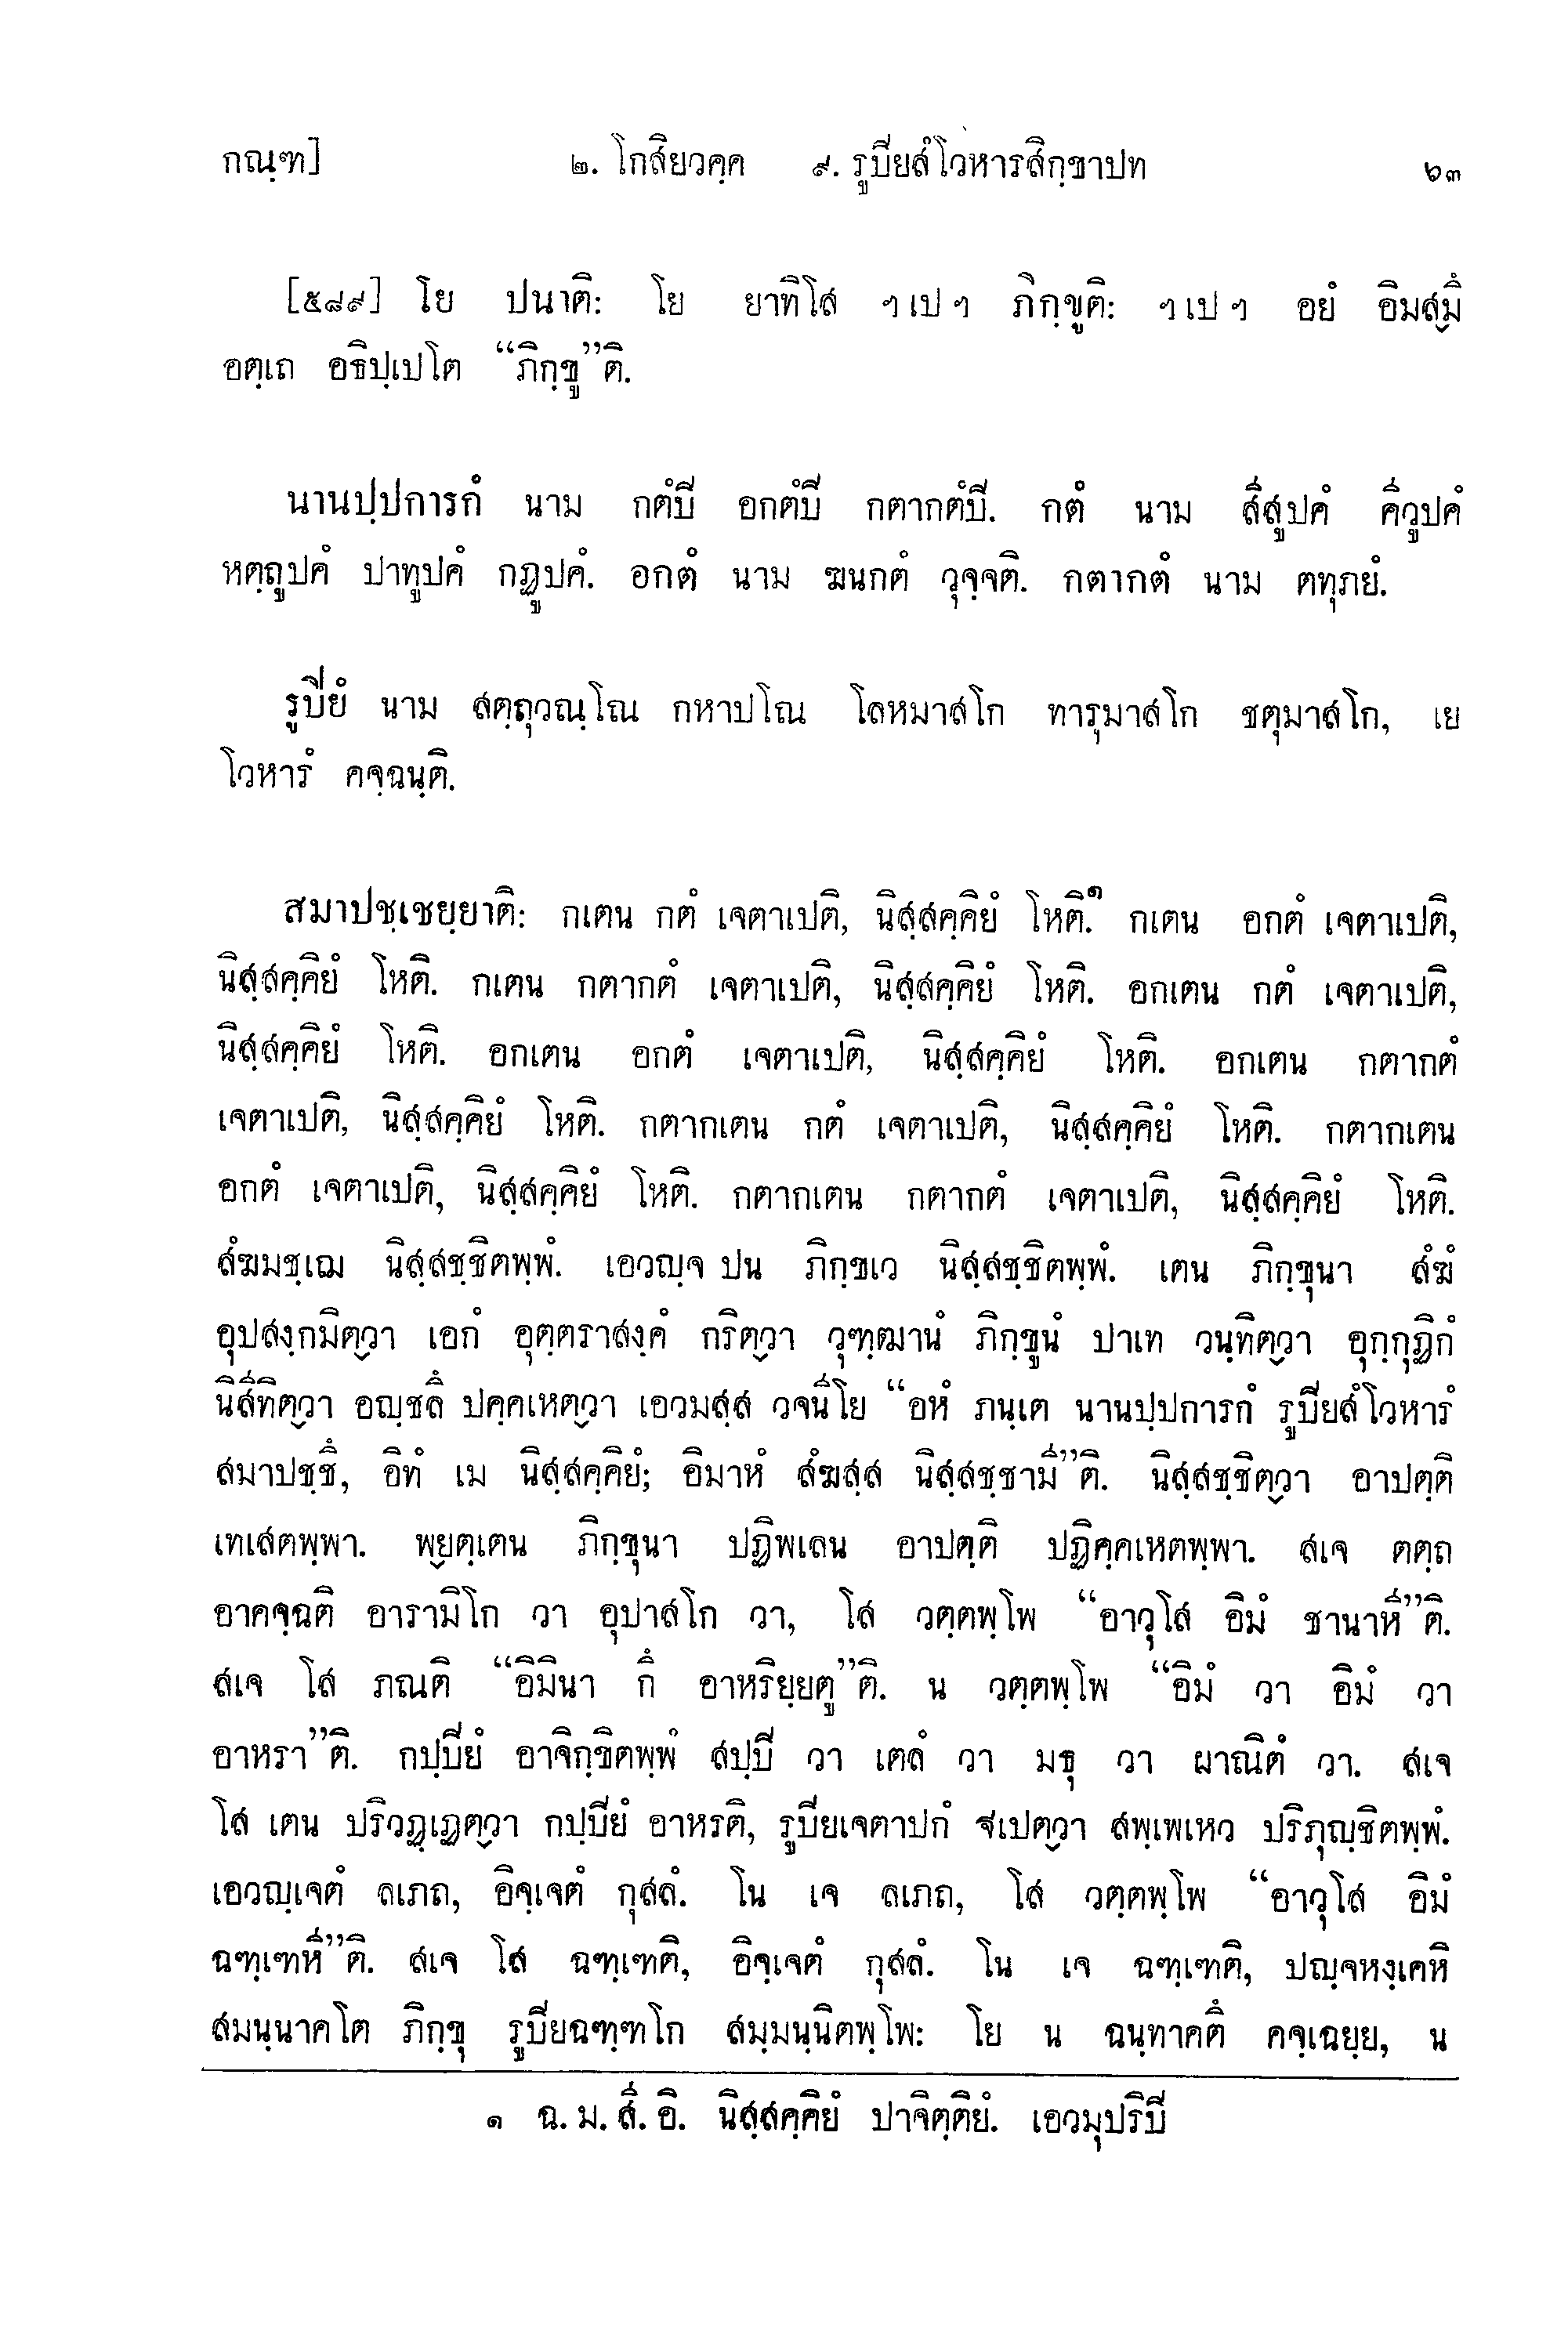 กณฺฑ]
๒. โกสิยวคฺค ๙. รูปิยสํโวหารสิกฺขาปท
๖๓
[๕๘๙] โย ปนาติ: โย ยาทิโส ฯ เป ฯ ภิกฺขูติ: ฯ เป ฯ อยํ อิมสฺมึ
อตฺเถ อธิปฺเปโต “ภิกฺขู”ติ.
นานปฺปการกํ นาม กตํปิ อกตํปิ กตากตํปิ. กตํ นาม สีสูปคํ คีวูปคํ
หตฺถูปคํ ปาทูปคํ กฏูปคํ. อกตํ นาม ฆนกตํ วุจฺจติ. กตากตํ นาม ตทุภยํ.
รูปิยํ นาม สตฺถุวณฺโณ กหาปโณ โลหมาสโก ทารุมาสโก ชตุมาสโก, เย
โวหารํ คจฺฉนฺติ.
สมาปชฺเชยฺยาติ: กเตน กตํ เจตาเปติ, นิสฺสคฺคิยํ โหติ.๑ กเตน อกตํ เจตาเปติ,
นิสฺสคฺคิยํ โหติ. กเตน กตากตํ เจตาเปติ, นิสฺสคฺคิยํ โหติ. อกเตน กตํ เจตาเปติ,
นิสฺสคฺคิยํ โหติ. อกเตน อกตํ เจตาเปติ, นิสฺสคฺคิยํ โหติ. อกเตน กตากตํ
เจตาเปติ, นิสฺสคฺคิยํ โหติ. กตากเตน กตํ เจตาเปติ, นิสฺสคฺคิยํ โหติ. กตากเตน
อกตํ เจตาเปติ, นิสฺสคฺคิยํ โหติ. กตากเตน กตากตํ เจตาเปติ, นิสฺสคฺคิยํ โหติ.
สํฆมชฺเฌ นิสฺสชฺชิตพฺพํ. เอวญฺจ ปน ภิกฺขเว นิสฺสชฺชิตพฺพํ. เตน ภิกฺขุนา สํฆํ
อุปสงฺกมิตฺวา เอกํ อุตฺตราสงฺคํ กริตฺวา วุฑฺฒานํ ภิกฺขูนํ ปาเท วนฺทิตฺวา อุกฺกุฏิกํ
นิสีทิตฺวา อญฺชลึ ปคฺคเหตฺวา เอวมสฺส วจนีโย “อหํ ภนฺเต นานปฺปการกํ รูปิยสํโวหารํ
สมาปชฺชึ, อิทํ เม นิสฺสคฺคิยํ; อิมาหํ สํฆสฺส นิสฺสชฺชามี”ติ. นิสฺสชฺชิตฺวา อาปตฺติ
เทเสตพฺพา. พฺยตฺเตน ภิกฺขุนา ปฏิพเลน อาปตฺติ ปฏิคฺคเหตพฺพา. สเจ ตตฺถ
อาคจฺฉติ อารามิโก วา อุปาสโก วา, โส วตฺตพฺโพ “อาวุโส อิมํ ชานาหี”ติ.
สเจ โส ภณติ “อิมินา กึ อาหริยฺยตู”ติ. น วตฺตพฺโพ “อิมํ วา อิมํ วา
อาหรา”ติ. กปฺปิยํ อาจิกฺขิตพฺพํ สปฺปิ วา เตลํ วา มธุ วา ผาณิตํ วา. สเจ
โส เตน ปริวฏฺเฏตฺวา กปฺปิยํ อาหรติ, รูปิยเจตาปกํ ฐเปตฺวา สพฺเพเหว ปริภุญฺชิตพฺพํ.
เอวญฺเจตํ ลเภถ, อิจฺเจตํ กุสลํ. โน เจ ลเภถ, โส วตฺตพฺโพ “อาวุโส อิมํ
ฉฑฺเฑหี”ติ. สเจ โส ฉฑฺเฑติ, อิจฺเจตํ กุสลํ. โน เจ ฉฑฺเฑติ, ปญฺจหงฺเคหิ
สมนฺนาคโต ภิกฺขุ รูปิยฉฑฺฑโก สมฺมนฺนิตพฺโพ: โย น ฉนฺทาคตึ คจฺเฉยฺย, น
๑ ฉ. ม. สี. อิ. นิสฺสคฺคิยํ ปาจิตฺติยํ. เอวมุปริปิ